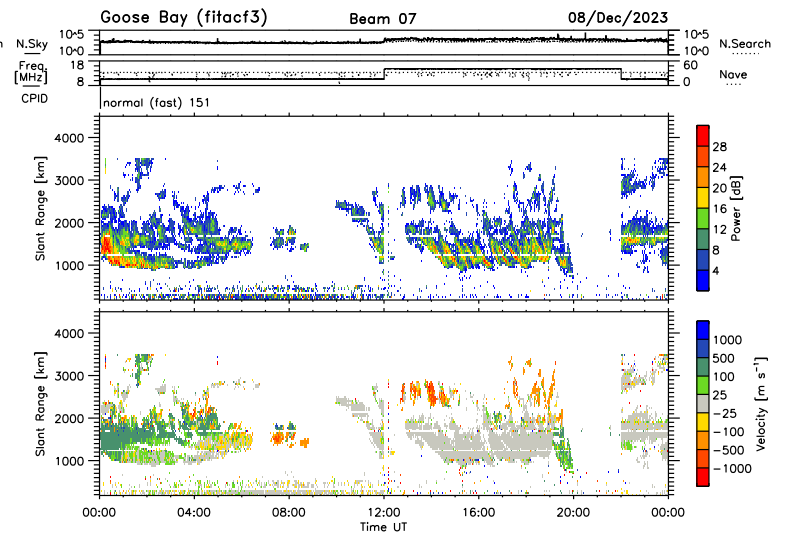 Goose Bay (fitacf3) Beam 07 08/Dec/2023
n N.Sky 10^5 10^0 10^5 10^0 N.Search
Freq. [MHz] 18 8 60 0 Nave
CPID normal (fast) 151
Slant Range [km]
4000
3000
2000
1000
Power [dB]
28
24
20
16
12
8
4
Slant Range [km]
4000
3000
2000
1000
Velocity [m s⁻¹]
1000
500
100
25
−25
−100
−500
−1000
00:00 04:00 08:00 12:00 16:00 20:00 00:00
Time UT